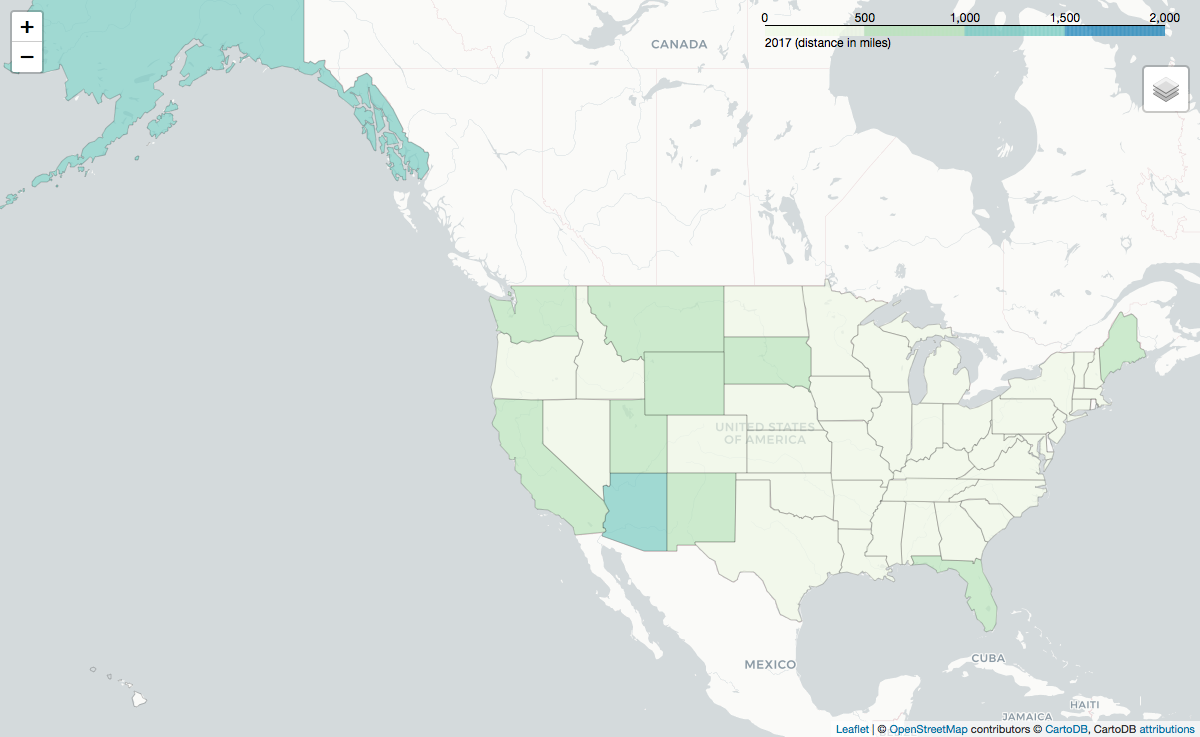 +
−
0 500 1,000 1,500 2,000
2017 (distance in miles)
CANADA
UNITED STATES
OF AMERICA
MEXICO
CUBA
HAITI
JAMAICA
Leaflet | © OpenStreetMap contributors © CartoDB, CartoDB attributions